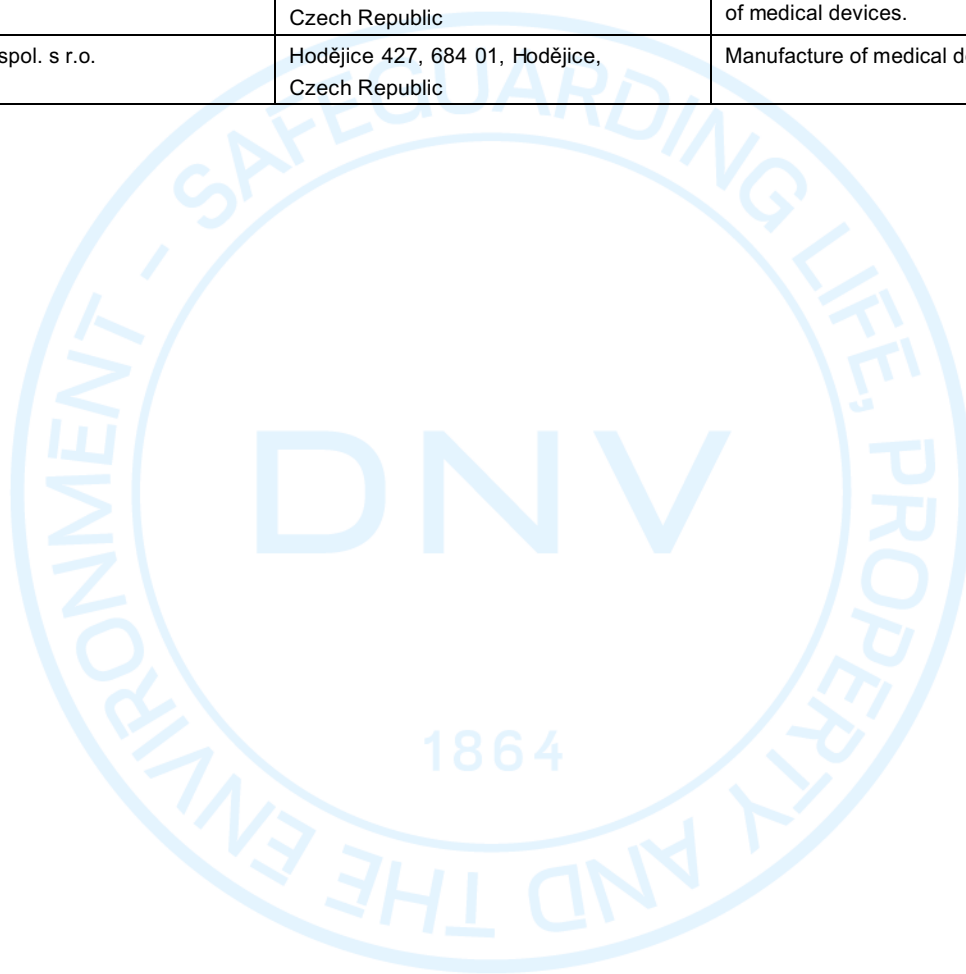 Czech Republic
of medical devices.
spol. s r.o.
Hodějice 427, 684 01, Hodějice,
Czech Republic
Manufacture of medical
SAFEGUARDING LIFE, PROPERTY AND THE ENVIRONMENT -
DNV
1864